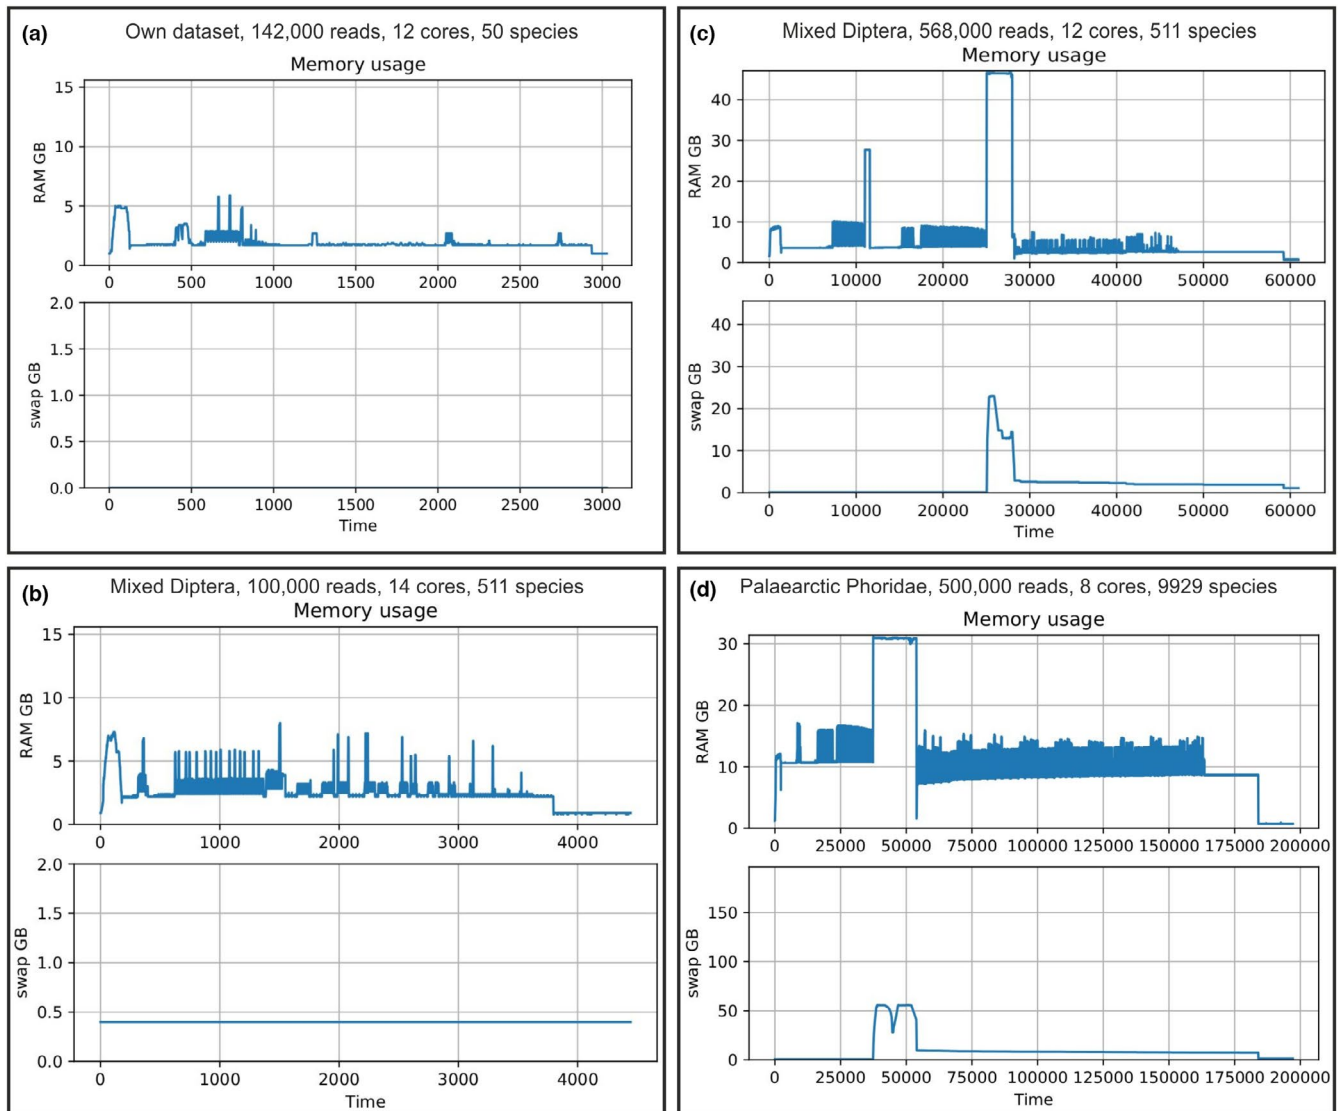 (a) Own dataset, 142,000 reads, 12 cores, 50 species
Memory usage
15
10
5
0
RAM GB
0 500 1000 1500 2000 2500 3000
2.0
1.5
1.0
0.5
0.0
swap GB
0 500 1000 1500 2000 2500 3000
Time
(b) Mixed Diptera, 100,000 reads, 14 cores, 511 species
Memory usage
15
10
5
0
RAM GB
0 1000 2000 3000 4000
2.0
1.5
1.0
0.5
0.0
swap GB
0 1000 2000 3000 4000
Time
(c) Mixed Diptera, 568,000 reads, 12 cores, 511 species
Memory usage
40
30
20
10
0
RAM GB
0 10000 20000 30000 40000 50000 60000
40
30
20
10
0
swap GB
0 10000 20000 30000 40000 50000 60000
Time
(d) Palaearctic Phoridae, 500,000 reads, 8 cores, 9929 species
Memory usage
30
20
10
0
RAM GB
0 25000 50000 75000 100000 125000 150000 175000 200000
150
100
50
0
swap GB
0 25000 50000 75000 100000 125000 150000 175000 200000
Time